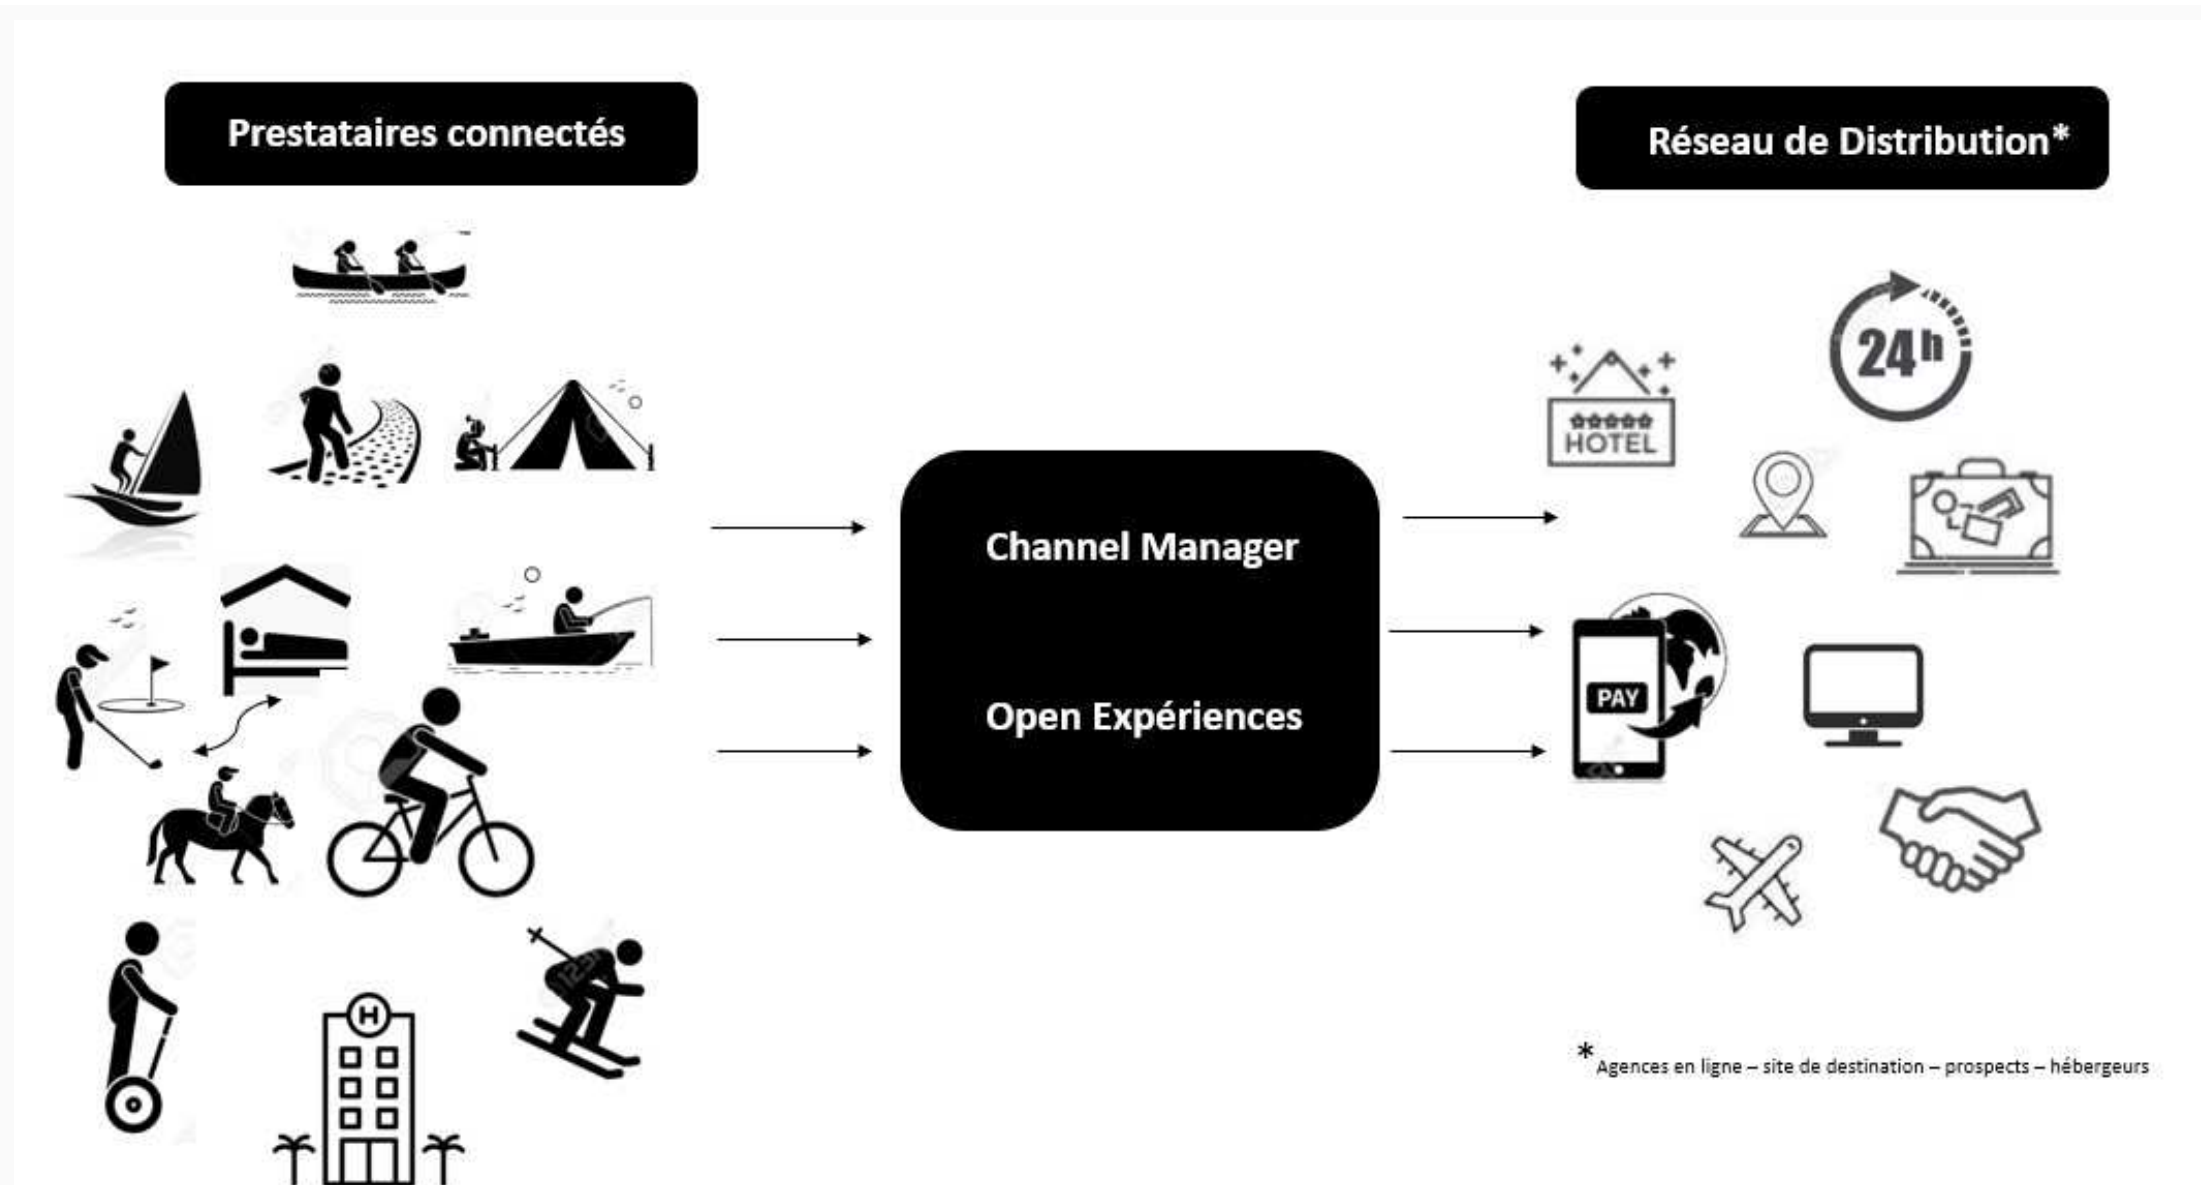 Prestataires connectés
Réseau de Distribution*
24h
HOTEL
Channel Manager
Open Expériences
PAY
H
* Agences en ligne – site de destination – prospects – hébergeurs